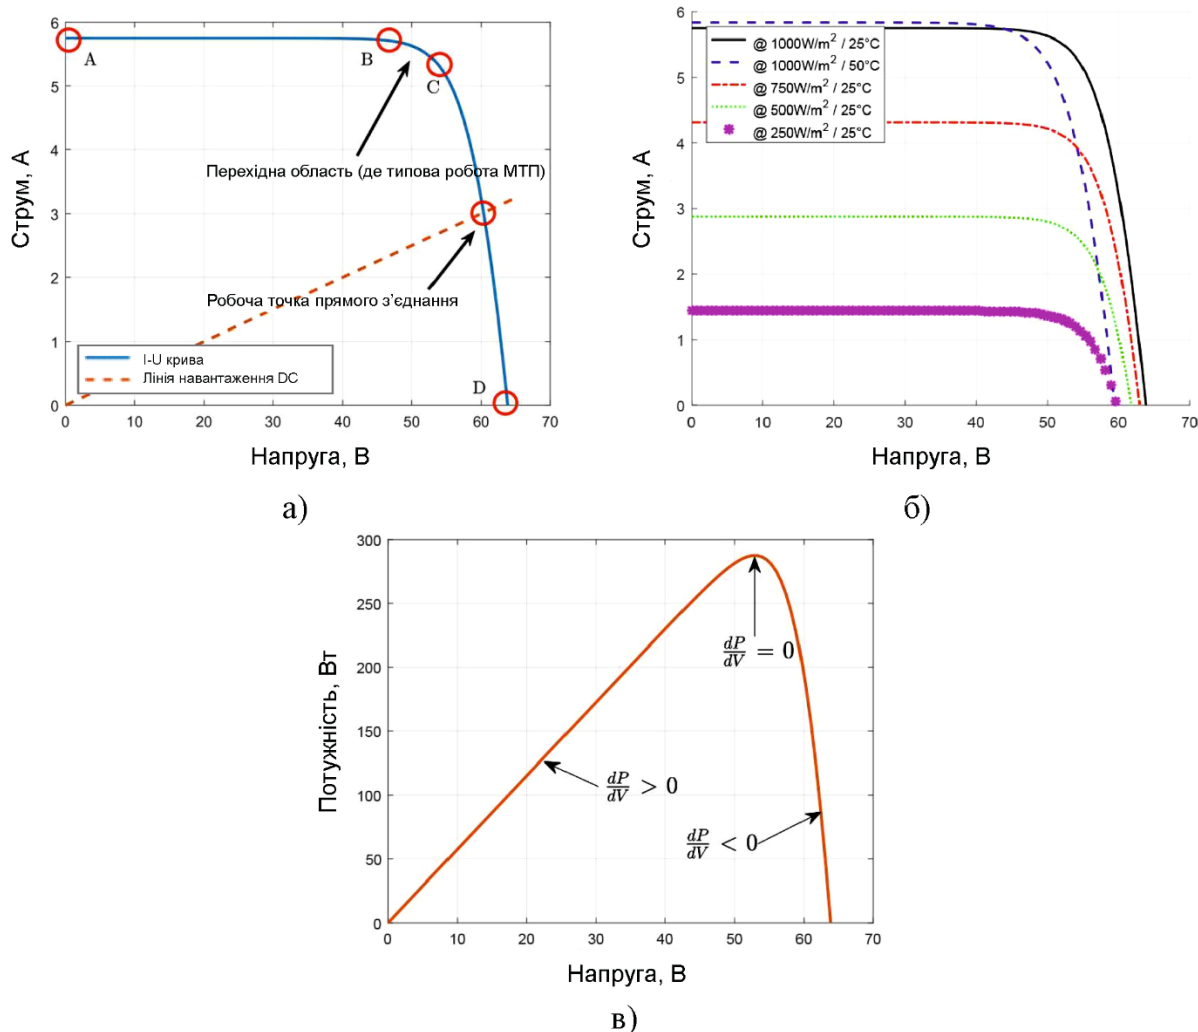 6
5
4
3
2
1
0
Струм, А
A
B
C
D
Перехідна область (де типова робота МТП)
Робоча точка прямого з’єднання
I-U крива
Лінія навантаження DC
0
10
20
30
40
50
60
70
Напруга, В
а)
6
5
4
3
2
1
0
Струм, А
@ 1000W/m² / 25°C
@ 1000W/m² / 50°C
@ 750W/m² / 25°C
@ 500W/m² / 25°C
@ 250W/m² / 25°C
0
10
20
30
40
50
60
70
Напруга, В
б)
300
250
200
150
100
50
0
Потужність, Вт
dP/dV = 0
dP/dV > 0
dP/dV < 0
0
10
20
30
40
50
60
70
Напруга, В
в)